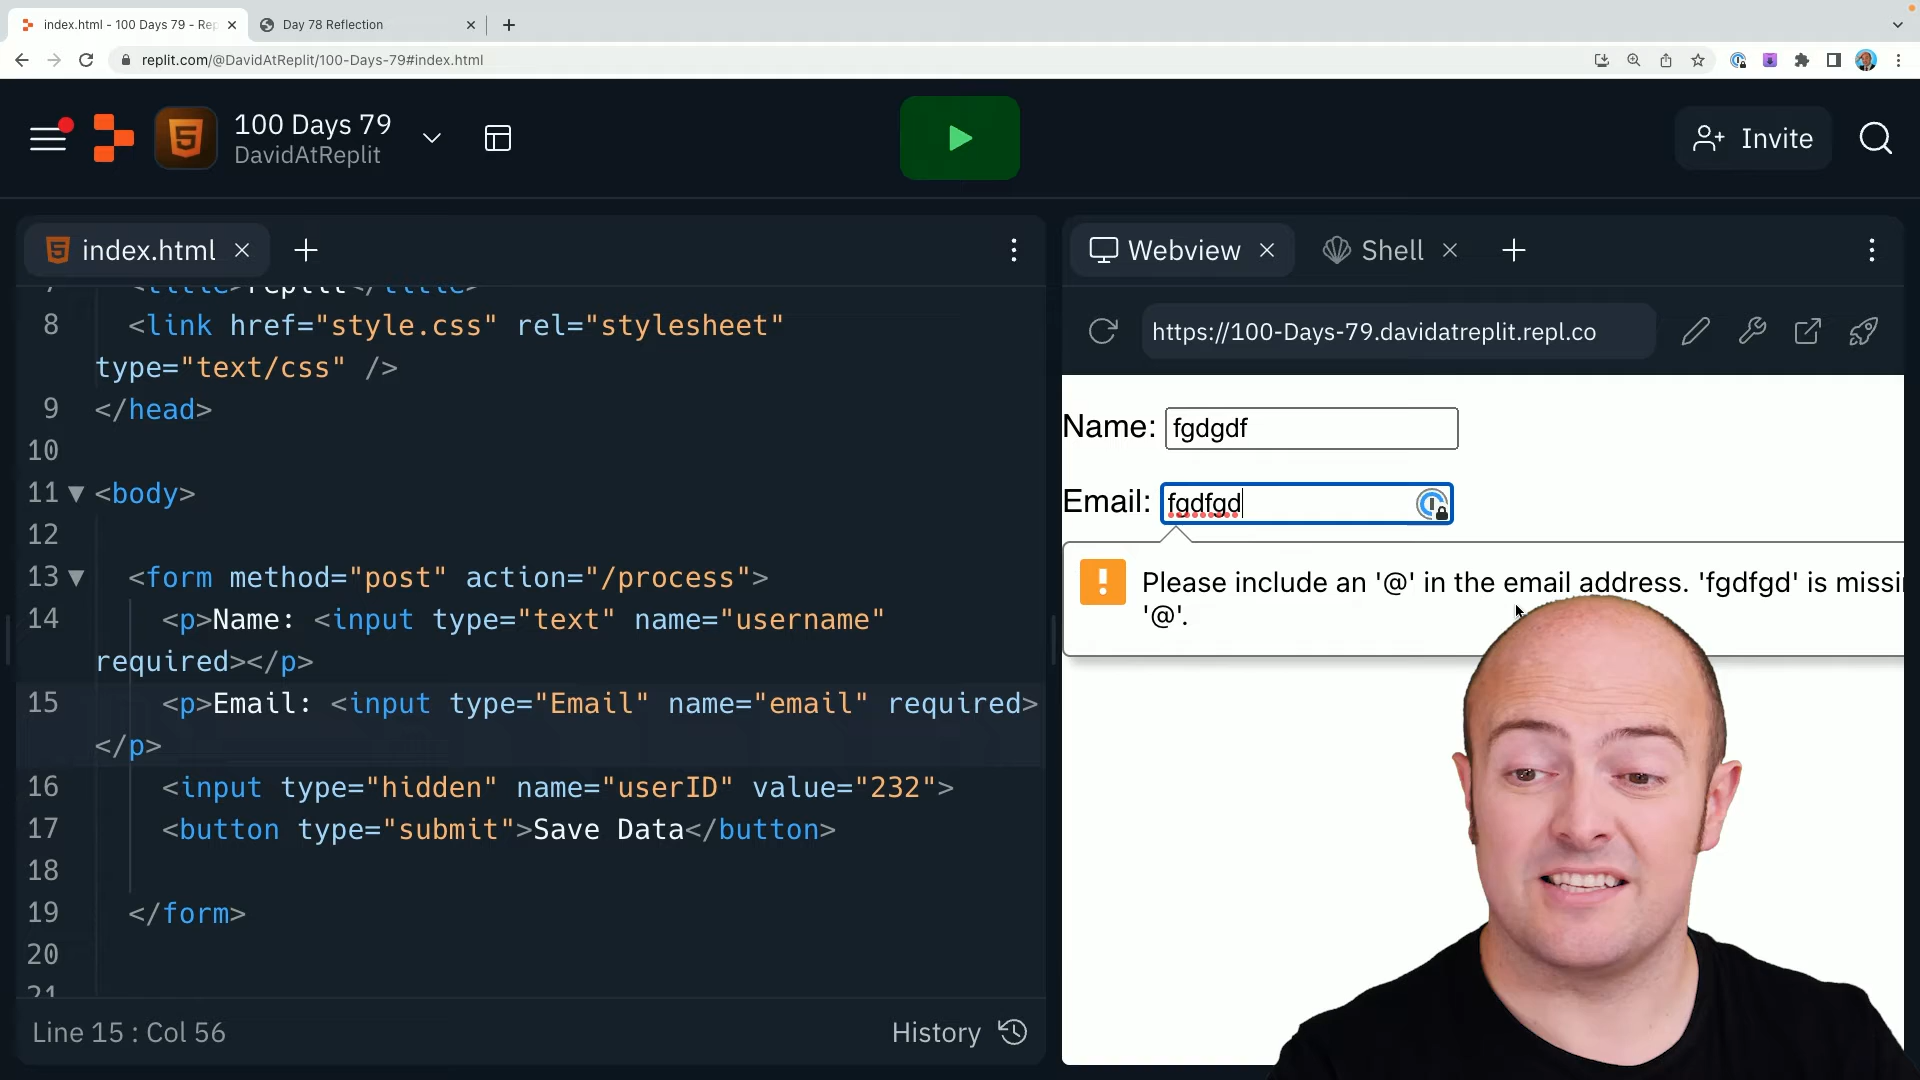 index.html - 100 Days 79 - Rep
Day 78 Reflection
replit.com/@DavidAtReplit/100-Days-79#index.html
100 Days 79
DavidAtReplit
Invite
index.html
8 <link href="style.css" rel="stylesheet"
type="text/css" />
9 </head>
10
11 <body>
12
13 <form method="post" action="/process">
14 <p>Name: <input type="text" name="username"
required></p>
15 <p>Email: <input type="Email" name="email" required>
</p>
16 <input type="hidden" name="userID" value="232">
17 <button type="submit">Save Data</button>
18
19 </form>
20
21
Line 15 : Col 56
History
Webview
Shell
https://100-Days-79.davidatreplit.repl.co
Name: fgdgdf
Email: fgdfgd
Please include an '@' in the email address. 'fgdfgd' is missi
'@'.